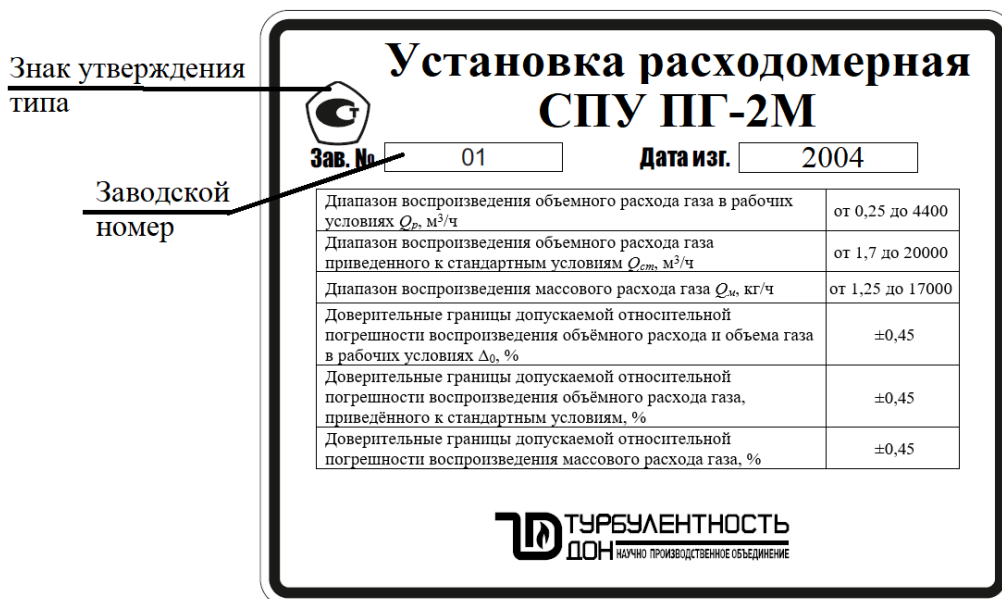 Знак утверждения
типа
Установка расходомерная
СПУ ПГ-2М
Ст
Зав. №
01
Дата изг.
2004
Заводской
номер
Диапазон воспроизведения объемного расхода газа в рабочих
условиях Qр, м³/ч
от 0,25 до 4400
Диапазон воспроизведения объемного расхода газа
приведенного к стандартным условиям Qст, м³/ч
от 1,7 до 20000
Диапазон воспроизведения массового расхода газа Qм, кг/ч
от 1,25 до 17000
Доверительные границы допускаемой относительной
погрешности воспроизведения объёмного расхода и объема газа
в рабочих условиях Δ₀, %
±0,45
Доверительные границы допускаемой относительной
погрешности воспроизведения объёмного расхода газа,
приведённого к стандартным условиям, %
±0,45
Доверительные границы допускаемой относительной
погрешности воспроизведения массового расхода газа, %
±0,45
ТУРБУЛЕНТНОСТЬ
ДОН НАУЧНО ПРОИЗВОДСТВЕННОЕ ОБЪЕДИНЕНИЕ